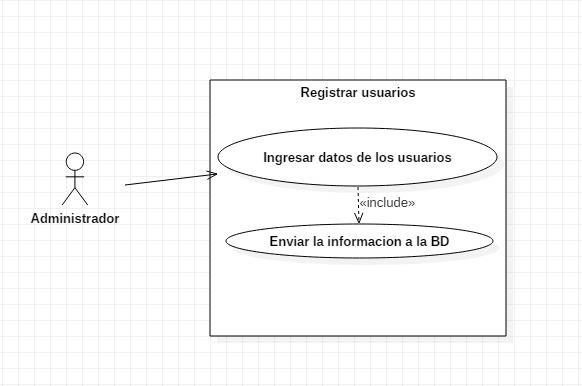 Registrar usuarios
Ingresar datos de los usuarios
«include»
Administrador
Enviar la informacion a la BD